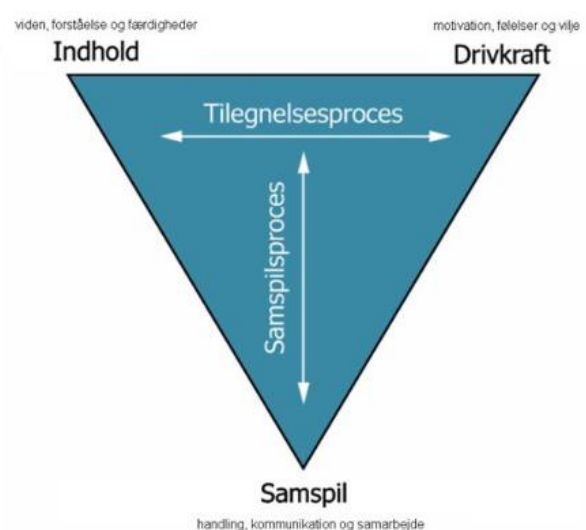 viden, forståelse og færdigheder
motivation, følelser og vilje
Indhold
Drivkraft
Tilegnelsesproces
Samspilsproces
Samspil
handling, kommunikation og samarbejde